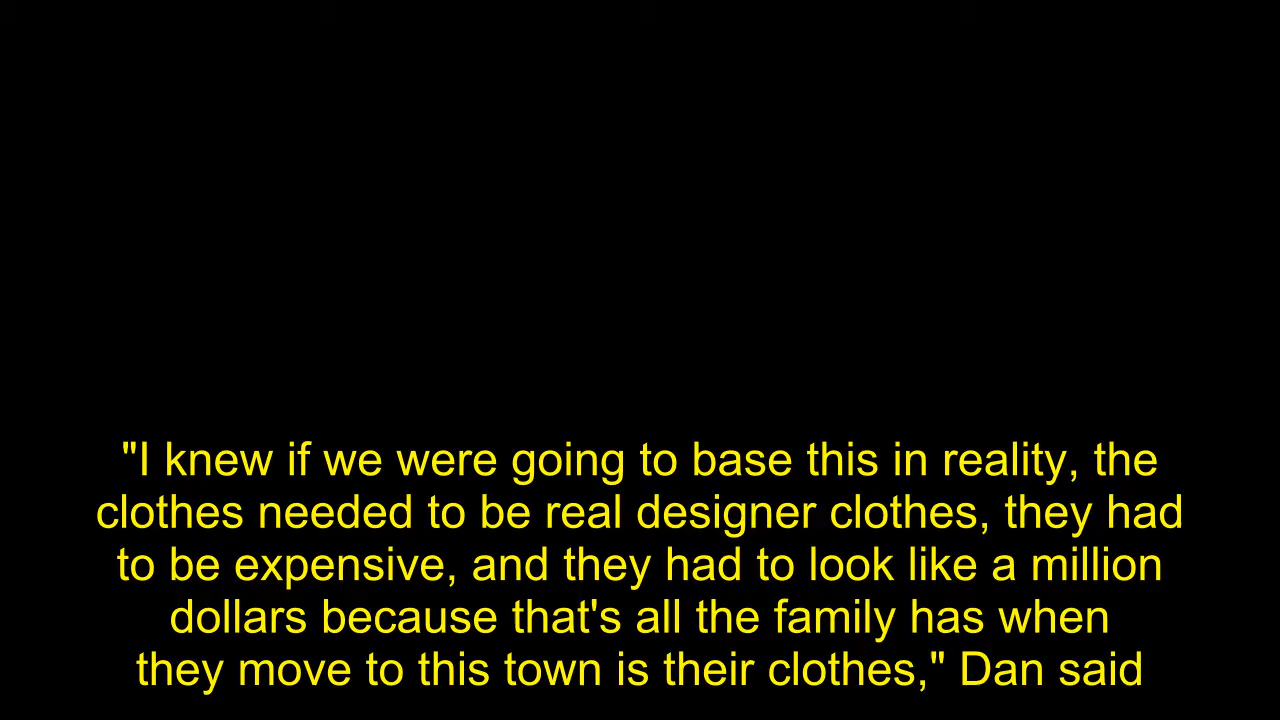 "I knew if we were going to base this in reality, the
clothes needed to be real designer clothes, they had
to be expensive, and they had to look like a million
dollars because that's all the family has when
they move to this town is their clothes," Dan said